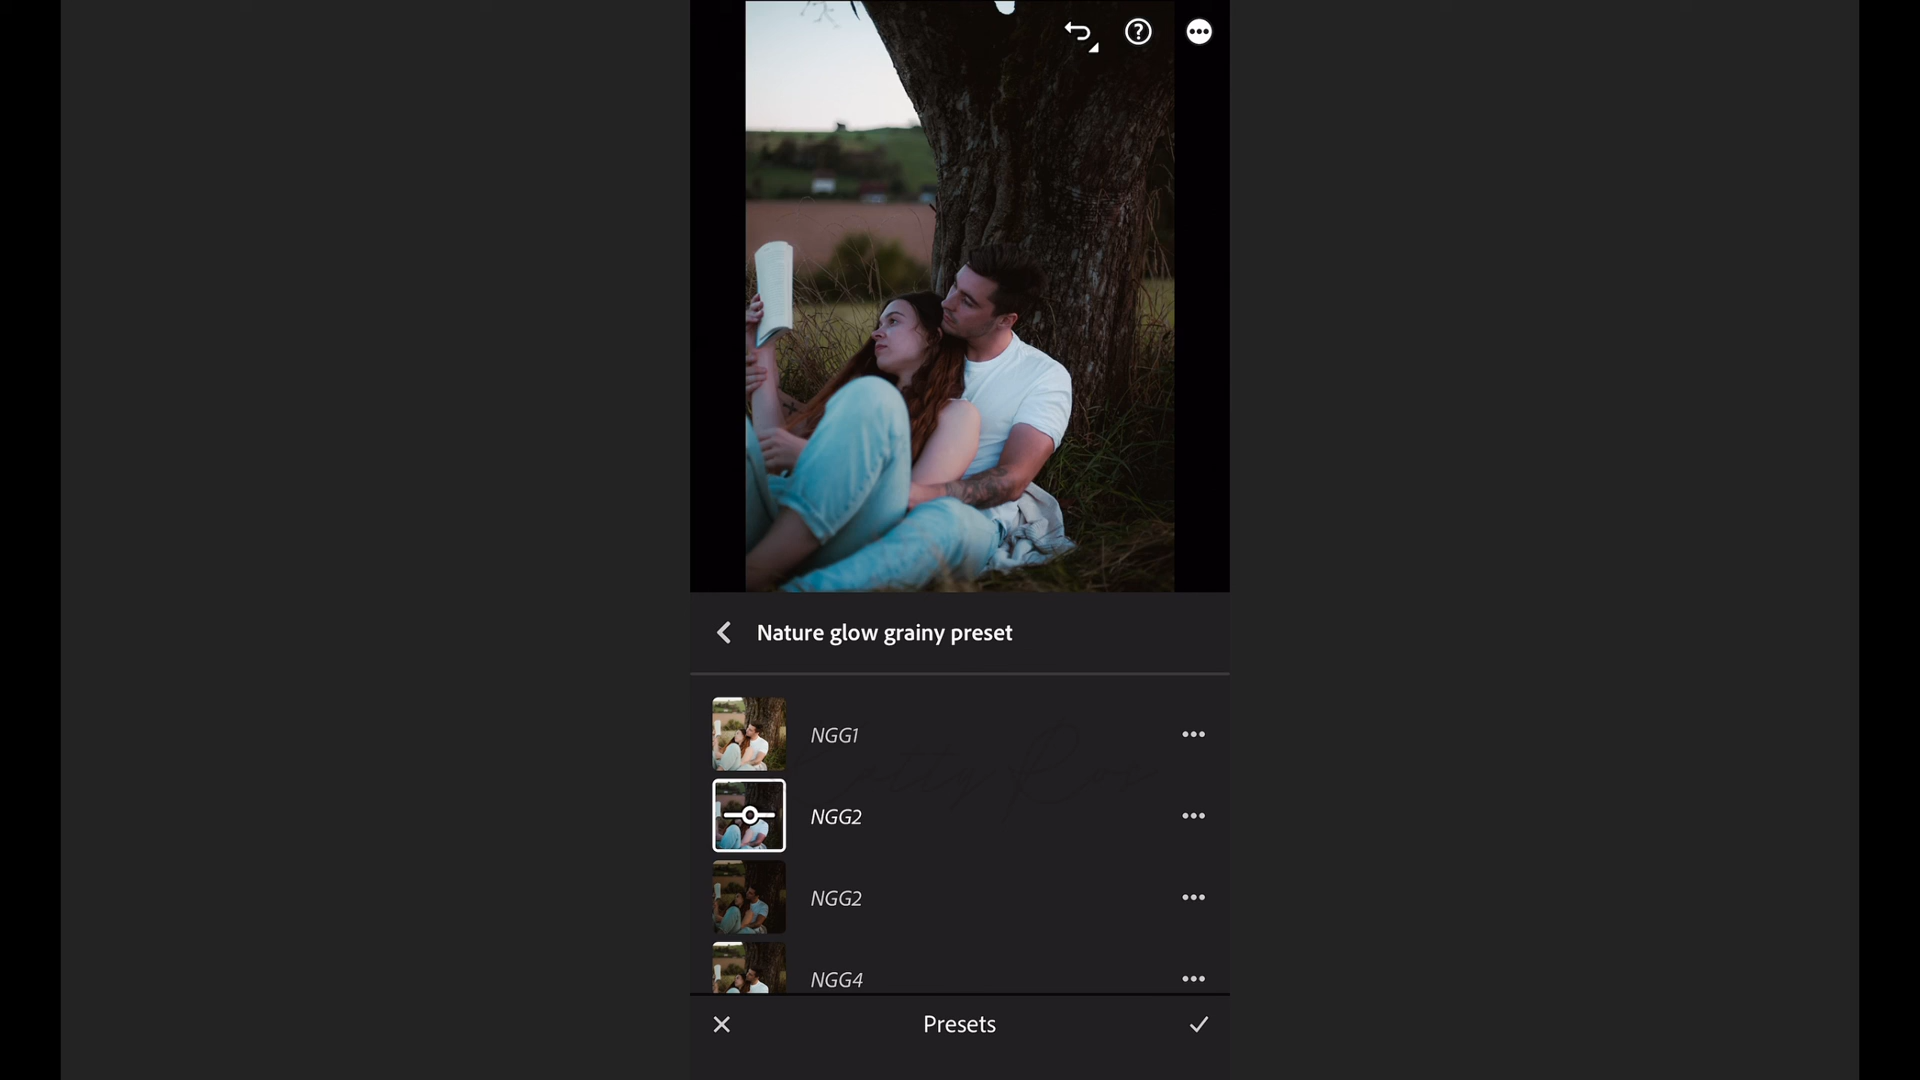 Nature glow grainy preset
NGG1
NGG2
NGG2
NGG4
Presets